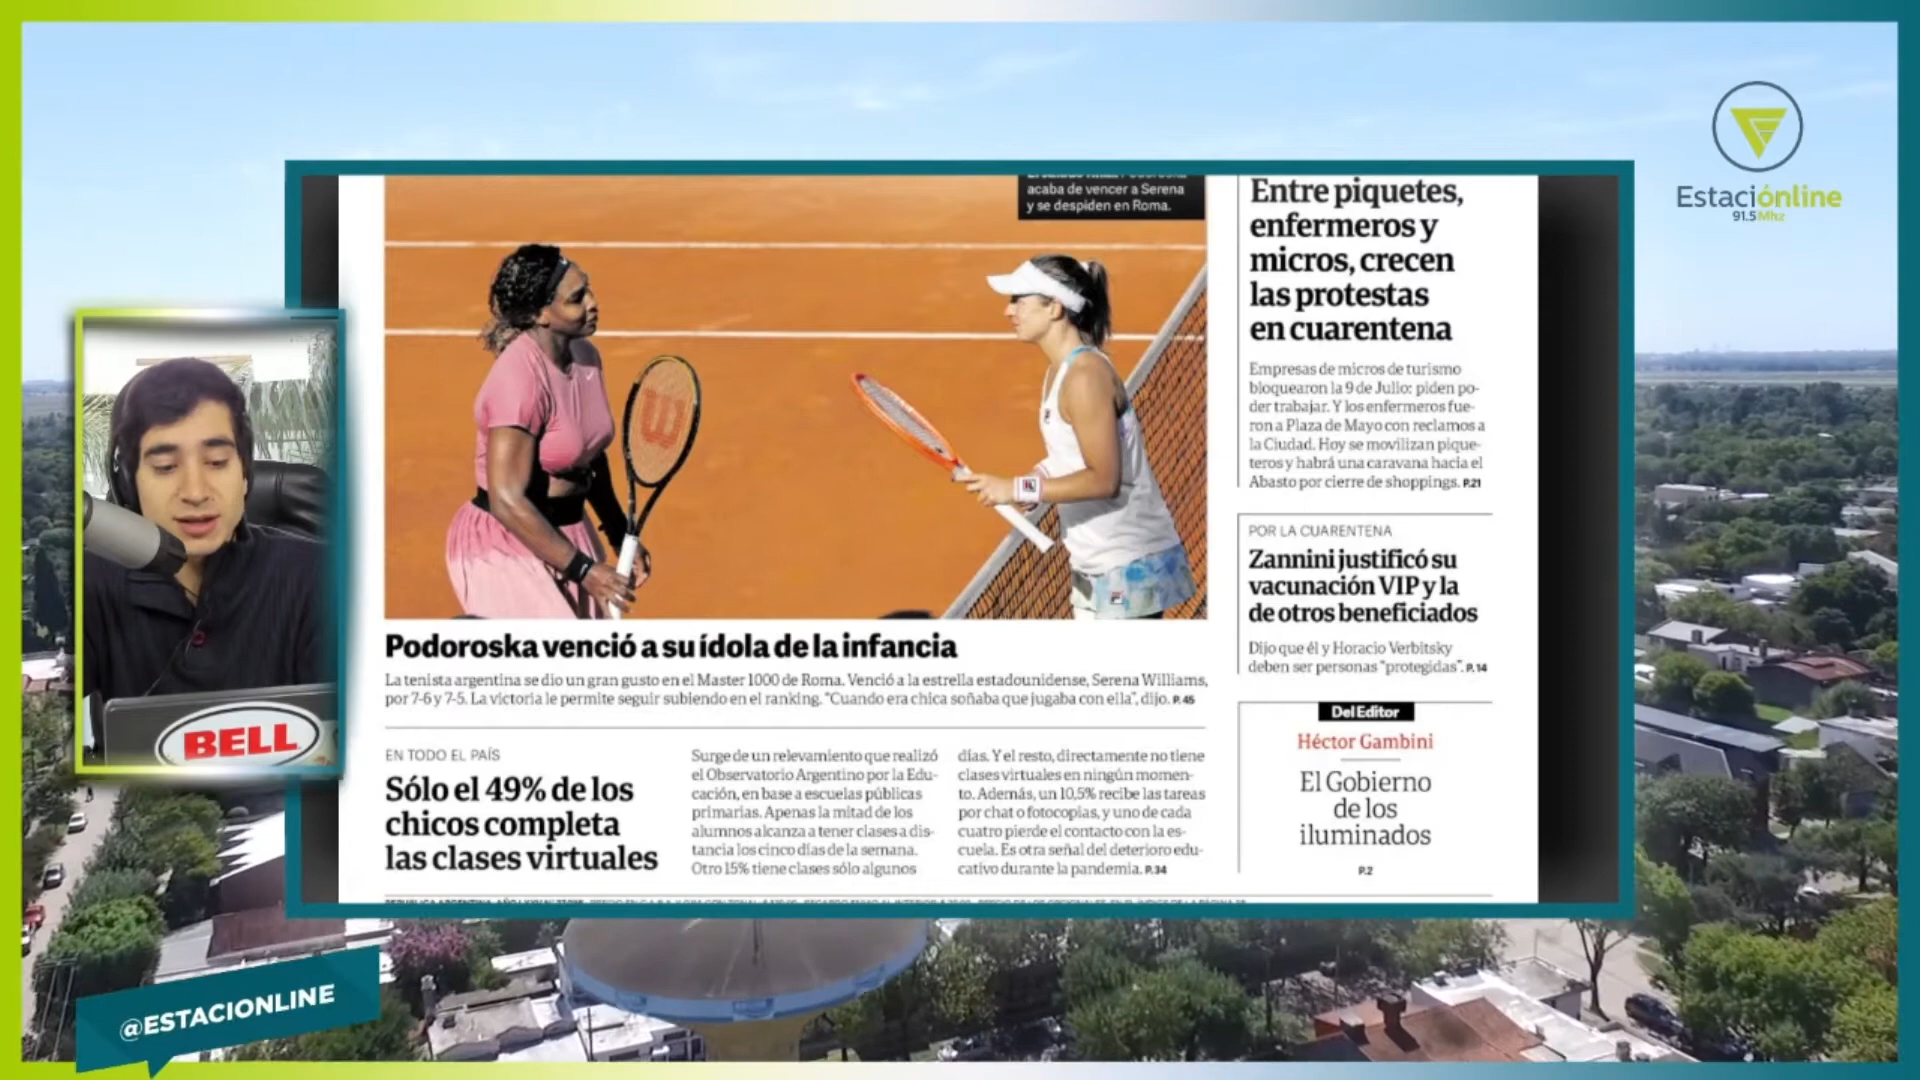 Estaciónline
91.5 Mhz
acaba de vencer a Serena
y se despiden en Roma.
Podoroska venció a su ídola de la infancia
La tenista argentina se dio un gran gusto en el Master 1000 de Roma. Venció a la estrella estadounidense, Serena Williams,
por 7-6 y 7-5. La victoria le permite seguir subiendo en el ranking. "Cuando era chica soñaba que jugaba con ella", dijo. P.45
EN TODO EL PAÍS
Sólo el 49% de los
chicos completa
las clases virtuales
Surge de un relevamiento que realizó
el Observatorio Argentino por la Edu-
cación, en base a escuelas públicas
primarias. Apenas la mitad de los
alumnos alcanza a tener clases a dis-
tancia los cinco días de la semana.
Otro 15% tiene clases sólo algunos
días. Y el resto, directamente no tiene
clases virtuales en ningún momen-
to. Además, un 10,5% recibe las tareas
por chat o fotocopias, y uno de cada
cuatro pierde el contacto con la es-
cuela. Es otra señal del deterioro edu-
cativo durante la pandemia. P.34
Entre piquetes,
enfermeros y
micros, crecen
las protestas
en cuarentena
Empresas de micros de turismo
bloquearon la 9 de Julio: piden po-
der trabajar. Y los enfermeros fue-
ron a Plaza de Mayo con reclamos a
la Ciudad. Hoy se movilizan pique-
teros y habrá una caravana hacia el
Abasto por cierre de shoppings. P.21
POR LA CUARENTENA
Zannini justificó su
vacunación VIP y la
de otros beneficiados
Dijo que él y Horacio Verbitsky
deben ser personas "protegidas". P.14
Del Editor
Héctor Gambini
El Gobierno
de los
iluminados
P.2
BELL
@ESTACIONLINE
W